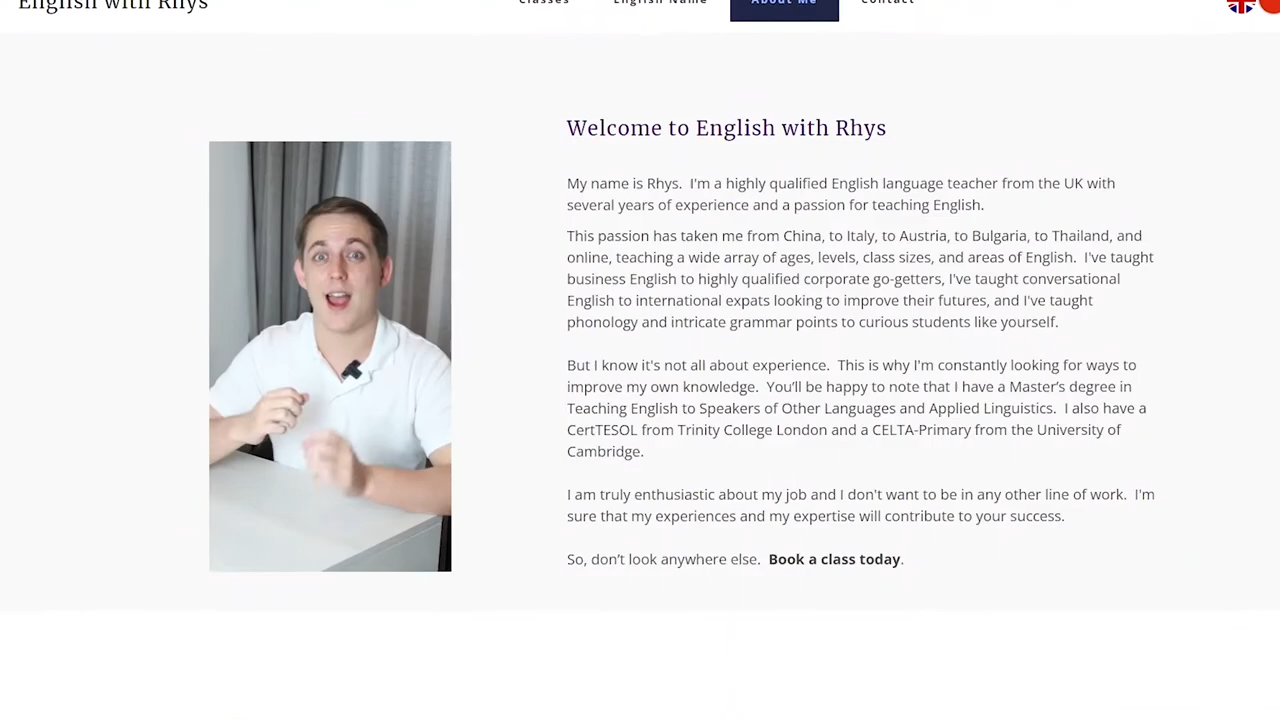 English with Rhys
Classes English Name About Me Contact
Welcome to English with Rhys
My name is Rhys. I'm a highly qualified English language teacher from the UK with
several years of experience and a passion for teaching English.
This passion has taken me from China, to Italy, to Austria, to Bulgaria, to Thailand, and
online, teaching a wide array of ages, levels, class sizes, and areas of English. I've taught
business English to highly qualified corporate go-getters, I've taught conversational
English to international expats looking to improve their futures, and I've taught
phonology and intricate grammar points to curious students like yourself.
But I know it's not all about experience. This is why I'm constantly looking for ways to
improve my own knowledge. You’ll be happy to note that I have a Master’s degree in
Teaching English to Speakers of Other Languages and Applied Linguistics. I also have a
CertTESOL from Trinity College London and a CELTA-Primary from the University of
Cambridge.
I am truly enthusiastic about my job and I don't want to be in any other line of work. I'm
sure that my experiences and my expertise will contribute to your success.
So, don’t look anywhere else. Book a class today.